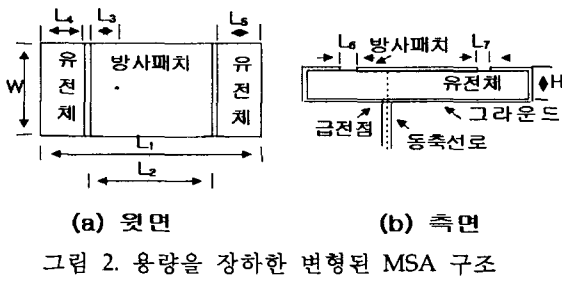 L₄ L₃ L₅
W
유전체
방사패치
유전체
L₁
L₂
L₆ 방사패치 L₇
유전체
H
급전점
그라운드
동축선로
(a) 윗면
(b) 측면
그림 2. 용량을 장하한 변형된 MSA 구조